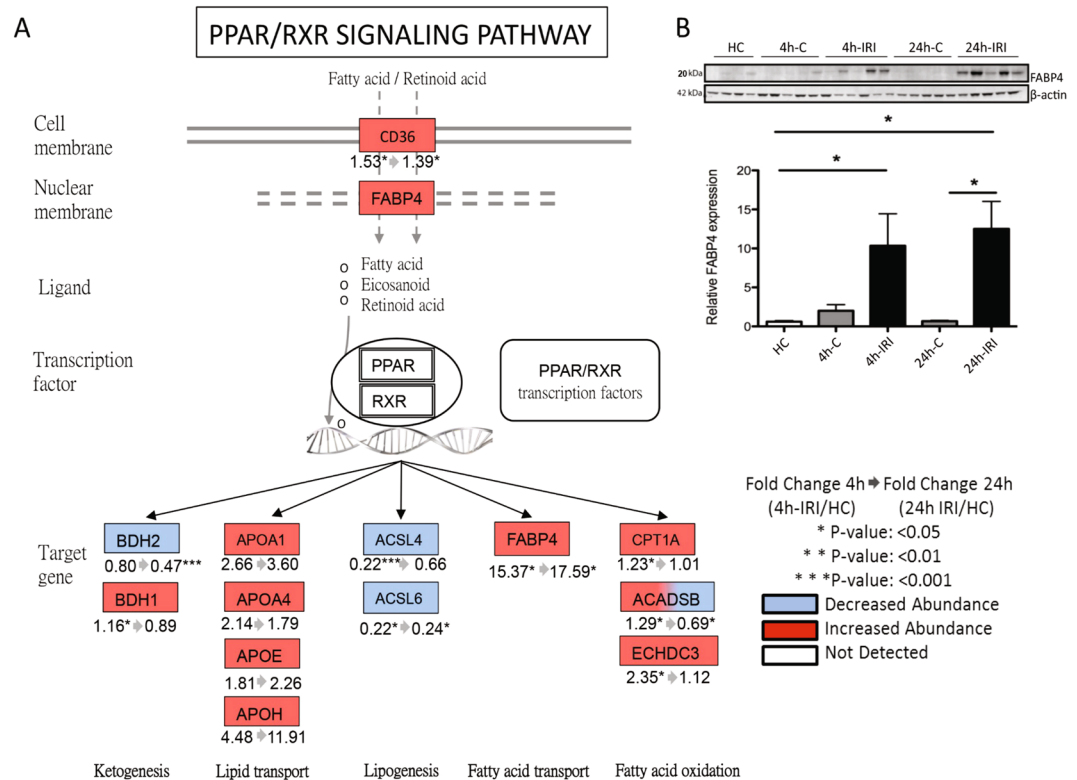 A
PPAR/RXR SIGNALING PATHWAY
Fatty acid / Retinoid acid
Cell
membrane
CD36
1.53* 1.39*
Nuclear
membrane
FABP4
Ligand
o Fatty acid
o Eicosanoid
o Retinoid acid
Transcription
factor
PPAR
RXR
o
PPAR/RXR
transcription factors
Target
gene
BDH2
0.80 0.47***
BDH1
1.16* 0.89
Ketogenesis
APOA1
2.66 3.60
APOA4
2.14 1.79
APOE
1.81 2.26
APOH
4.48 11.91
Lipid transport
ACSL4
0.22*** 0.66
ACSL6
0.22* 0.24*
Lipogenesis
FABP4
15.37* 17.59*
Fatty acid transport
CPT1A
1.23* 1.01
ACADSB
1.29* 0.69*
ECHDC3
2.35* 1.12
Fatty acid oxidation
B
HC 4h-C 4h-IRI 24h-C 24h-IRI
20 kDa FABP4
42 kDa β-actin
*
*
*
Relative FABP4 expression
20
15
10
5
0
HC 4h-C 4h-IRI 24h-C 24h-IRI
Fold Change 4h Fold Change 24h
(4h-IRI/HC) (24h IRI/HC)
* P-value: <0.05
* * P-value: <0.01
* * *P-value: <0.001
Decreased Abundance
Increased Abundance
Not Detected